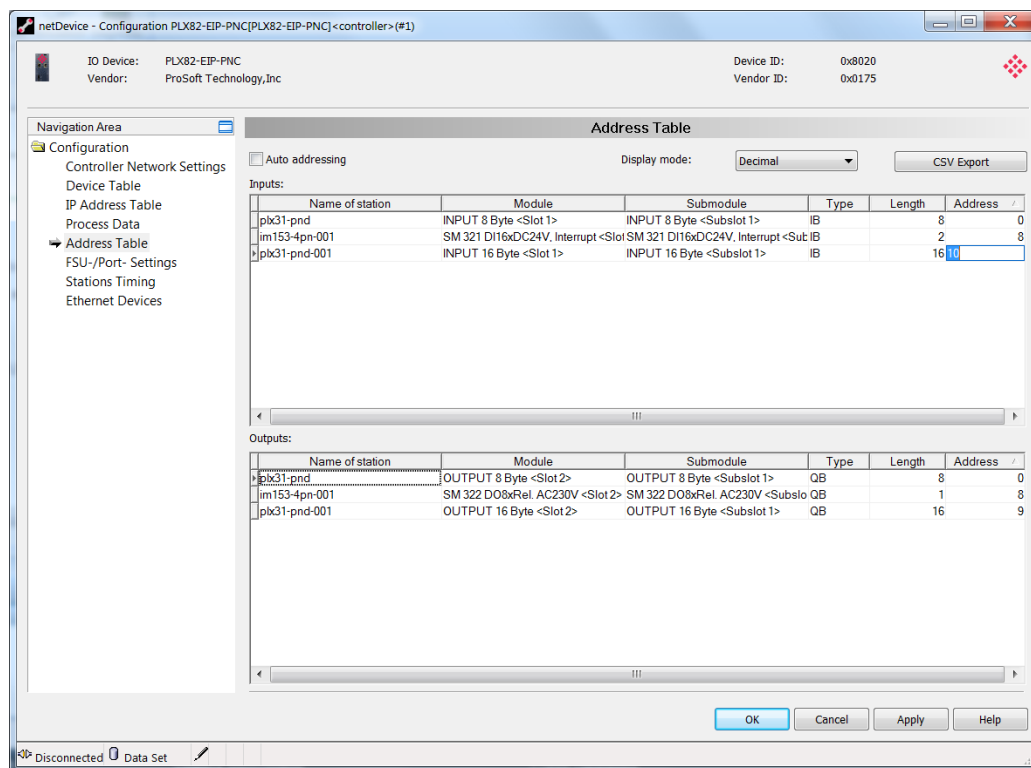 netDevice - Configuration PLX82-EIP-PNC[PLX82-EIP-PNC]<controller>(#1)
IO Device: PLX82-EIP-PNC Device ID: 0x8020
Vendor: ProSoft Technology,Inc Vendor ID: 0x0175
Navigation Area
Configuration
Controller Network Settings
Device Table
IP Address Table
Process Data
Address Table
FSU-/Port- Settings
Stations Timing
Ethernet Devices
Address Table
Auto addressing Display mode: Decimal CSV Export
Inputs:
Name of station Module Submodule Type Length Address
plx31-pnd INPUT 8 Byte <Slot 1> INPUT 8 Byte <Subslot 1> IB 8 0
im153-4pn-001 SM 321 DI16xDC24V, Interrupt <Slot SM 321 DI16xDC24V, Interrupt <Sub IB 2 8
plx31-pnd-001 INPUT 16 Byte <Slot 1> INPUT 16 Byte <Subslot 1> IB 16 10
Outputs:
Name of station Module Submodule Type Length Address
plx31-pnd OUTPUT 8 Byte <Slot 2> OUTPUT 8 Byte <Subslot 1> QB 8 0
im153-4pn-001 SM 322 DO8xRel. AC230V <Slot 2> SM 322 DO8xRel. AC230V <Subslo QB 1 8
plx31-pnd-001 OUTPUT 16 Byte <Slot 2> OUTPUT 16 Byte <Subslot 1> QB 16 9
OK Cancel Apply Help
Disconnected Data Set